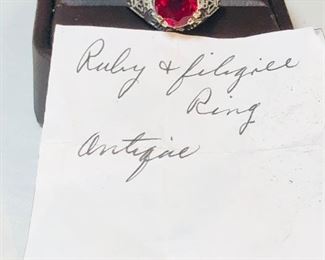 Ruby & filigree
Ring
Antique